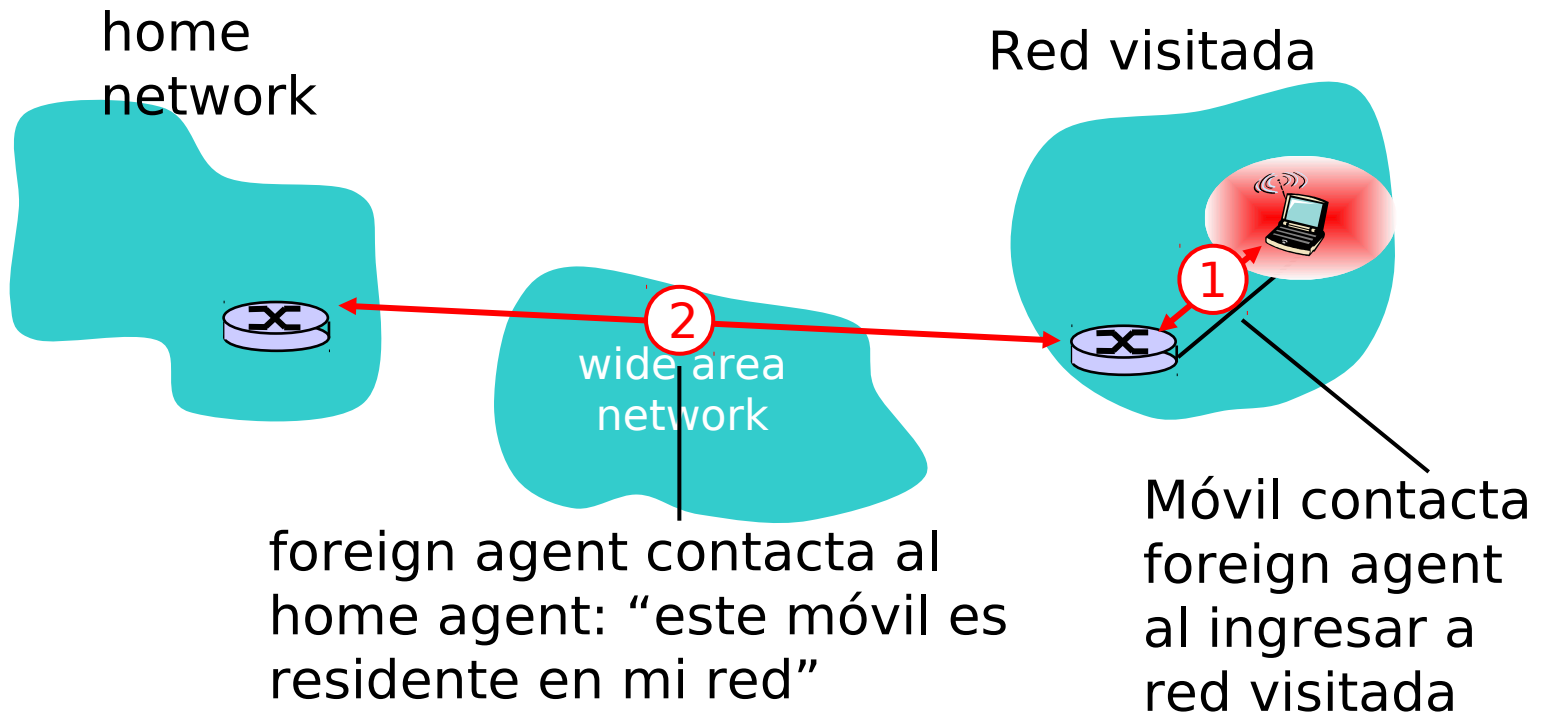 home
network
Red visitada
1
2
wide area
network
foreign agent contacta al
home agent: “este móvil es
residente en mi red”
Móvil contacta
foreign agent
al ingresar a
red visitada